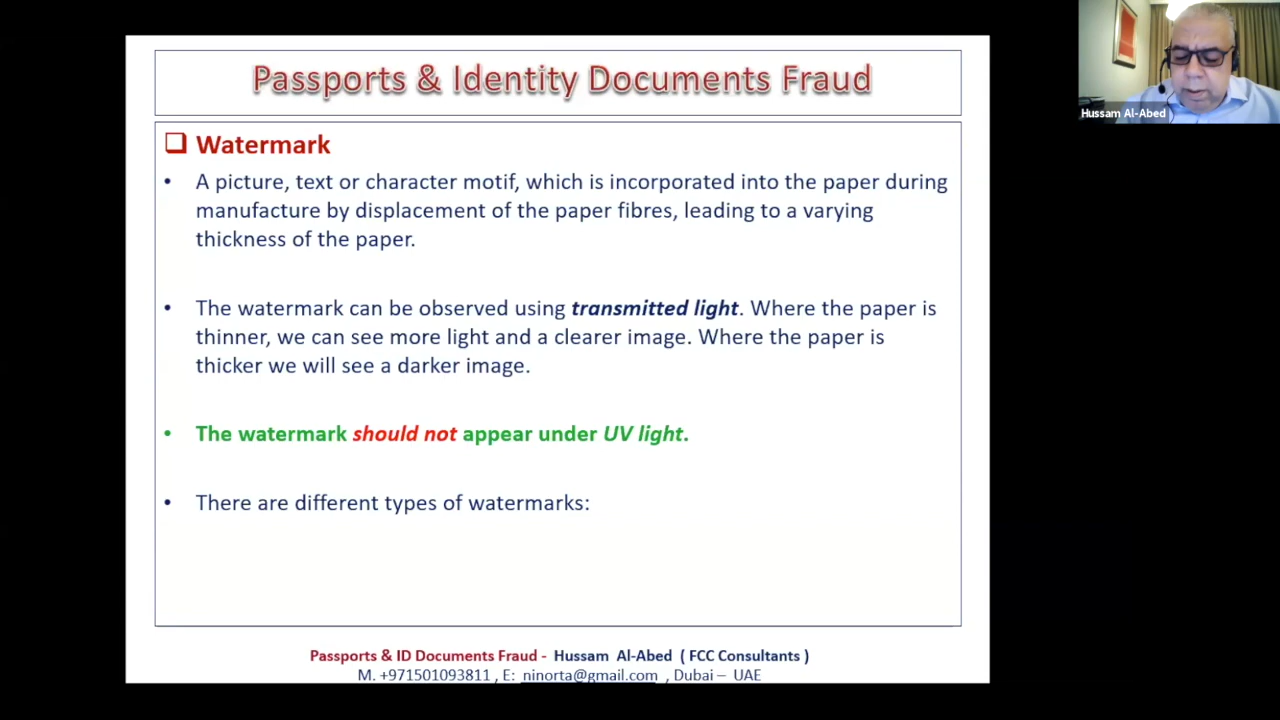 Passports & Identity Documents Fraud
Hussam Al-Abed
❑ Watermark
• A picture, text or character motif, which is incorporated into the paper during
manufacture by displacement of the paper fibres, leading to a varying
thickness of the paper.
• The watermark can be observed using transmitted light. Where the paper is
thinner, we can see more light and a clearer image. Where the paper is
thicker we will see a darker image.
• The watermark should not appear under UV light.
• There are different types of watermarks:
Passports & ID Documents Fraud - Hussam Al-Abed ( FCC Consultants )
M. +971501093811 , E: ninorta@gmail.com , Dubai – UAE